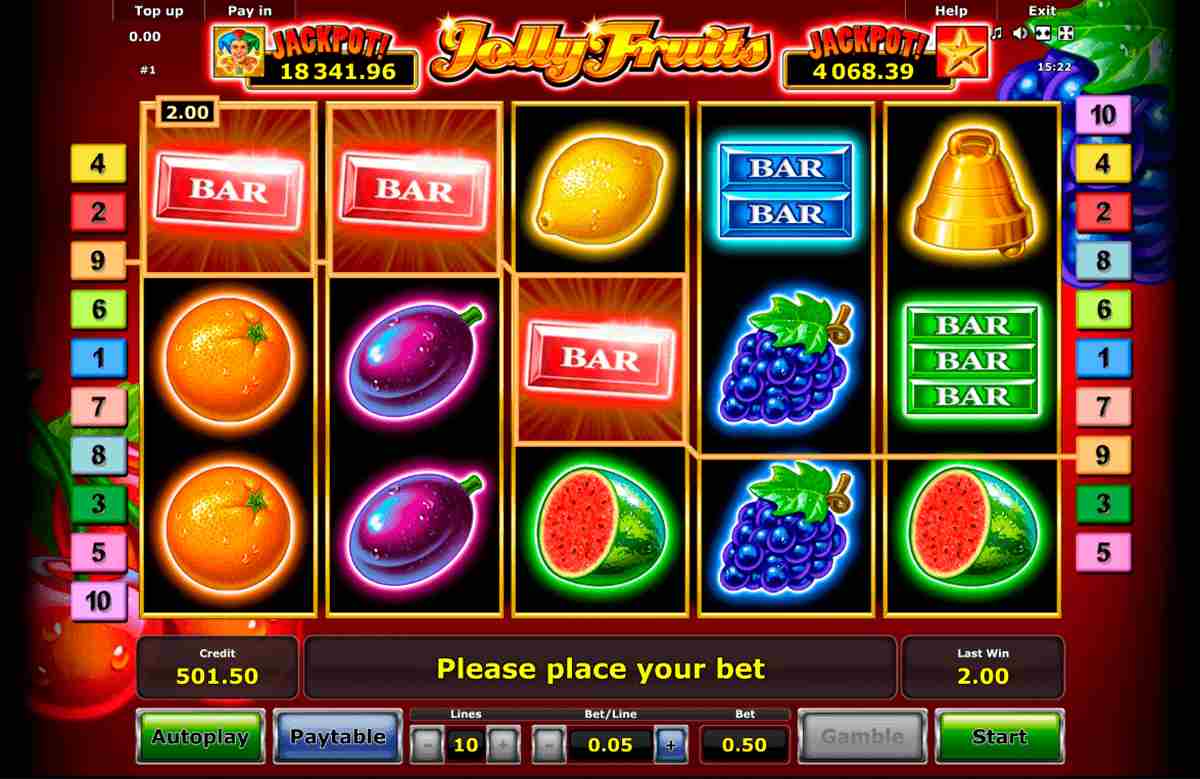 Top up Pay in Help Exit
0.00
#1
JACKPOT!
18 341.96
Jolly Fruits
JACKPOT!
4 068.39
15:22
2.00
BAR
BAR
BAR
BAR
BAR
BAR
BAR
BAR
4
2
9
6
1
7
8
3
5
10
10
4
2
8
6
1
7
9
3
5
Credit
501.50
Please place your bet
Last Win
2.00
Autoplay
Paytable
Lines
- 10 +
Bet/Line
- 0.05 +
Bet
0.50
Gamble
Start